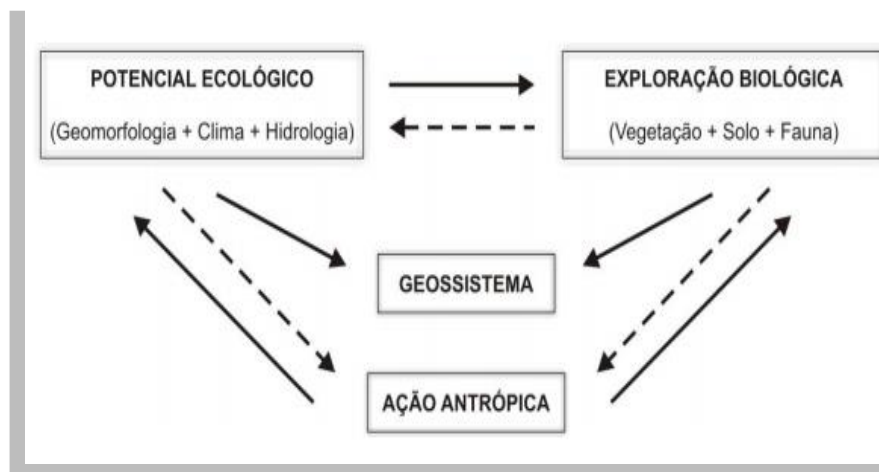 POTENCIAL ECOLÓGICO
(Geomorfologia + Clima + Hidrologia)
EXPLORAÇÃO BIOLÓGICA
(Vegetação + Solo + Fauna)
GEOSSISTEMA
AÇÃO ANTRÓPICA